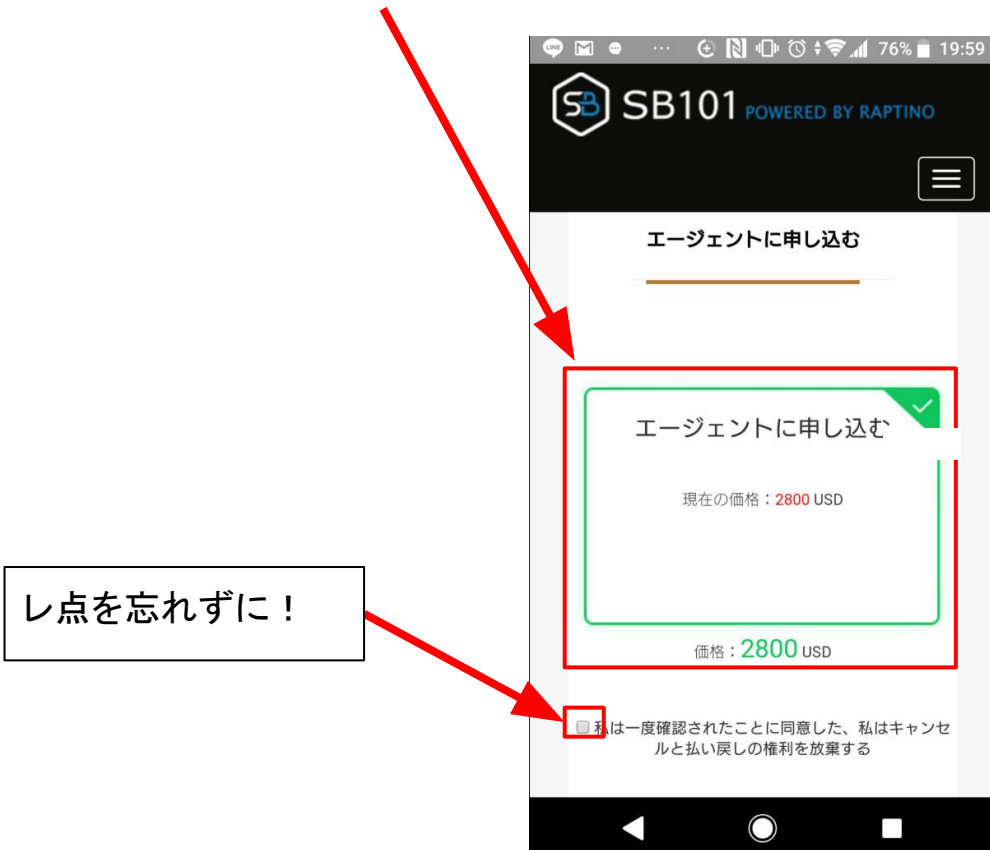 76% 19:59
SB SB101 POWERED BY RAPTINO
エージェントに申し込む
エージェントに申し込む
現在の価格：2800 USD
価格：2800 USD
レ点を忘れずに！
私は一度確認されたことに同意した、私はキャンセ
ルと払い戻しの権利を放棄する